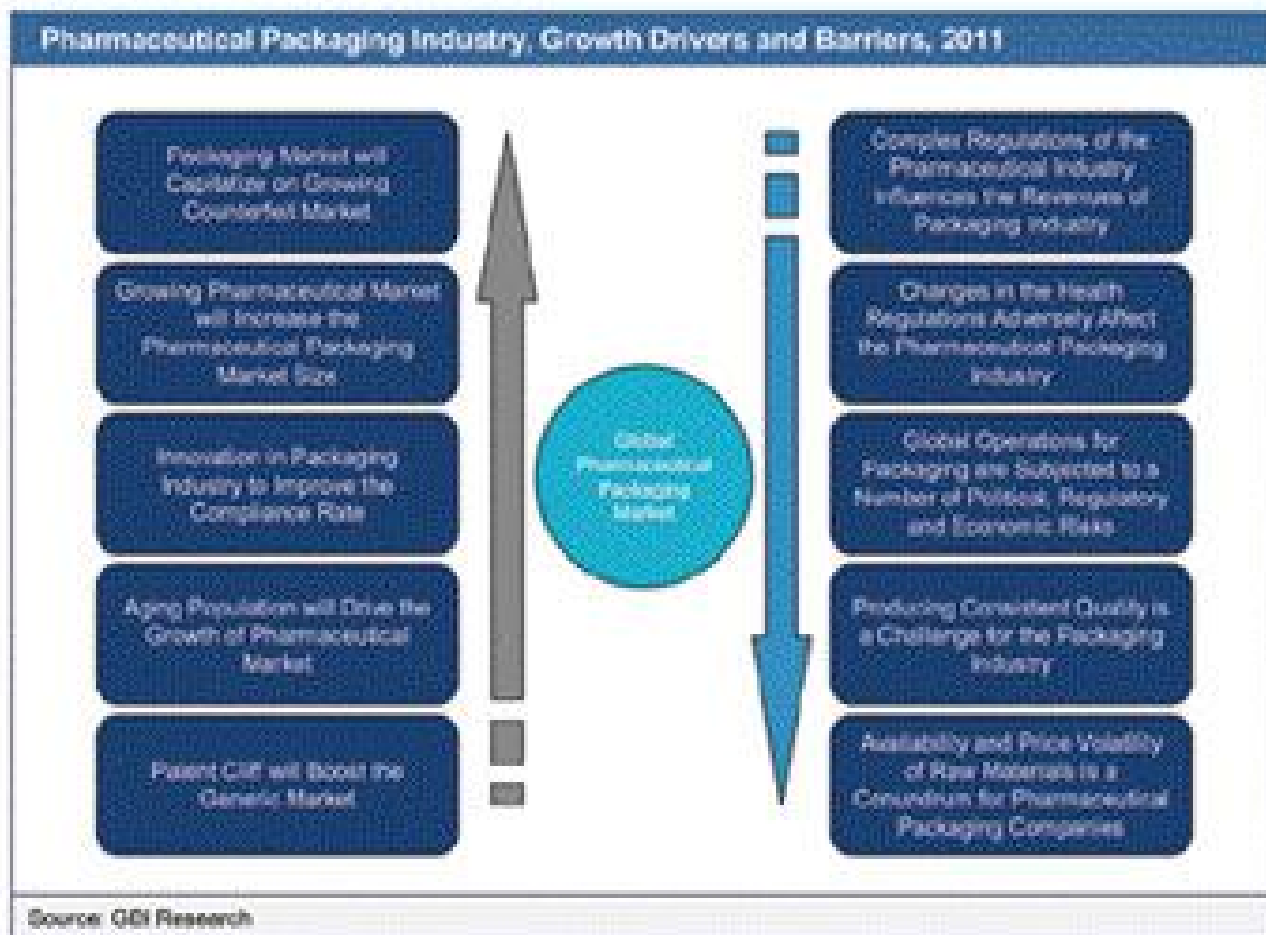 Pharmaceutical Packaging Industry, Growth Drivers and Barriers, 2011
Packaging Market will
Capitalize on Growing
Counterfeit Market
Growing Pharmaceutical Market
will Increase the
Pharmaceutical Packaging
Market Size
Innovation in Packaging
Industry to Improve the
Compliance Rate
Aging Population will Drive the
Growth of Pharmaceutical
Market
Patent Cliff will Boost the
Generic Market
Global
Pharmaceutical
Packaging
Market
Complex Regulations of the
Pharmaceutical Industry
Influences the Revenues of
Packaging Industry
Changes in the Health
Regulations Adversely Affect
the Pharmaceutical Packaging
Industry
Global Operations for
Packaging are Subjected to a
Number of Political, Regulatory
and Economic Risks
Producing Consistent Quality is
a Challenge for the Packaging
Industry
Availability and Price Volatility
of Raw Materials is a
Conundrum for Pharmaceutical
Packaging Companies
Source: GBI Research